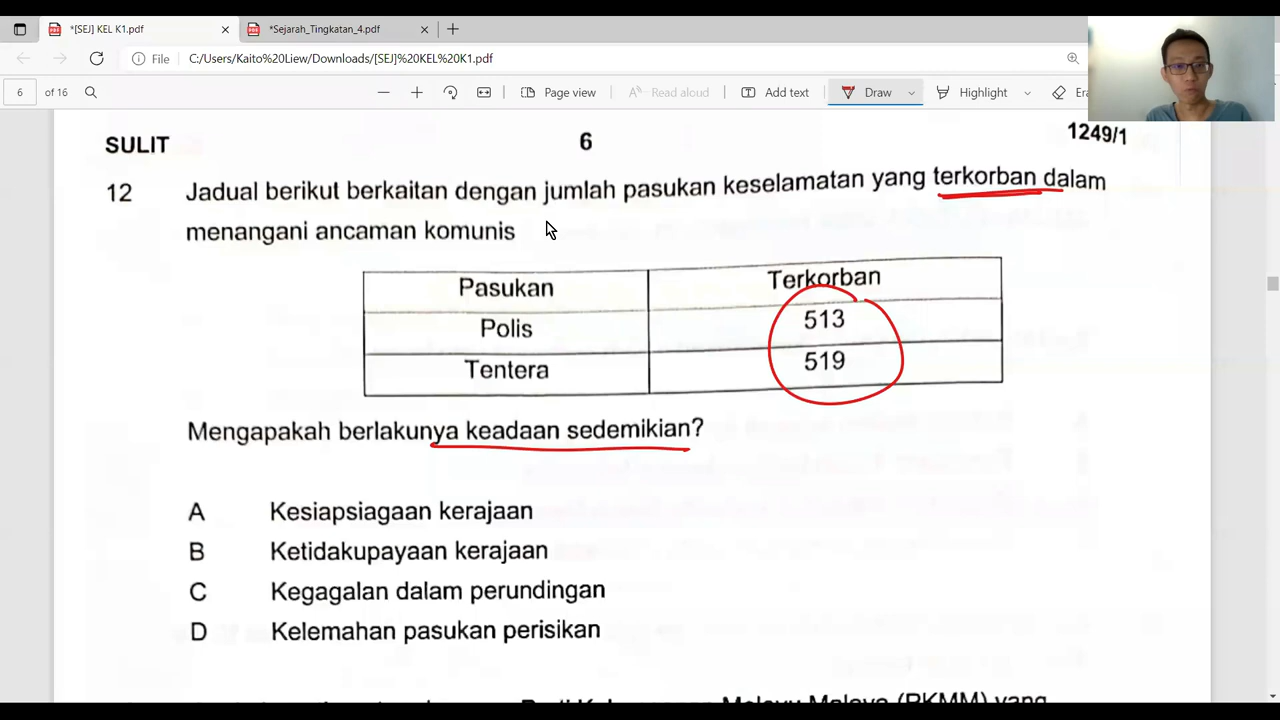 *[SEJ] KEL K1.pdf
*Sejarah_Tingkatan_4.pdf
File C:/Users/Kaito%20Liew/Downloads/[SEJ]%20KEL%20K1.pdf
6 of 16 Page view Read aloud Add text Draw Highlight Era
SULIT 6 1249/1
12 Jadual berikut berkaitan dengan jumlah pasukan keselamatan yang terkorban dalam
menangani ancaman komunis
Pasukan Terkorban
Polis 513
Tentera 519
Mengapakah berlakunya keadaan sedemikian?
A Kesiapsiagaan kerajaan
B Ketidakupayaan kerajaan
C Kegagalan dalam perundingan
D Kelemahan pasukan perisikan